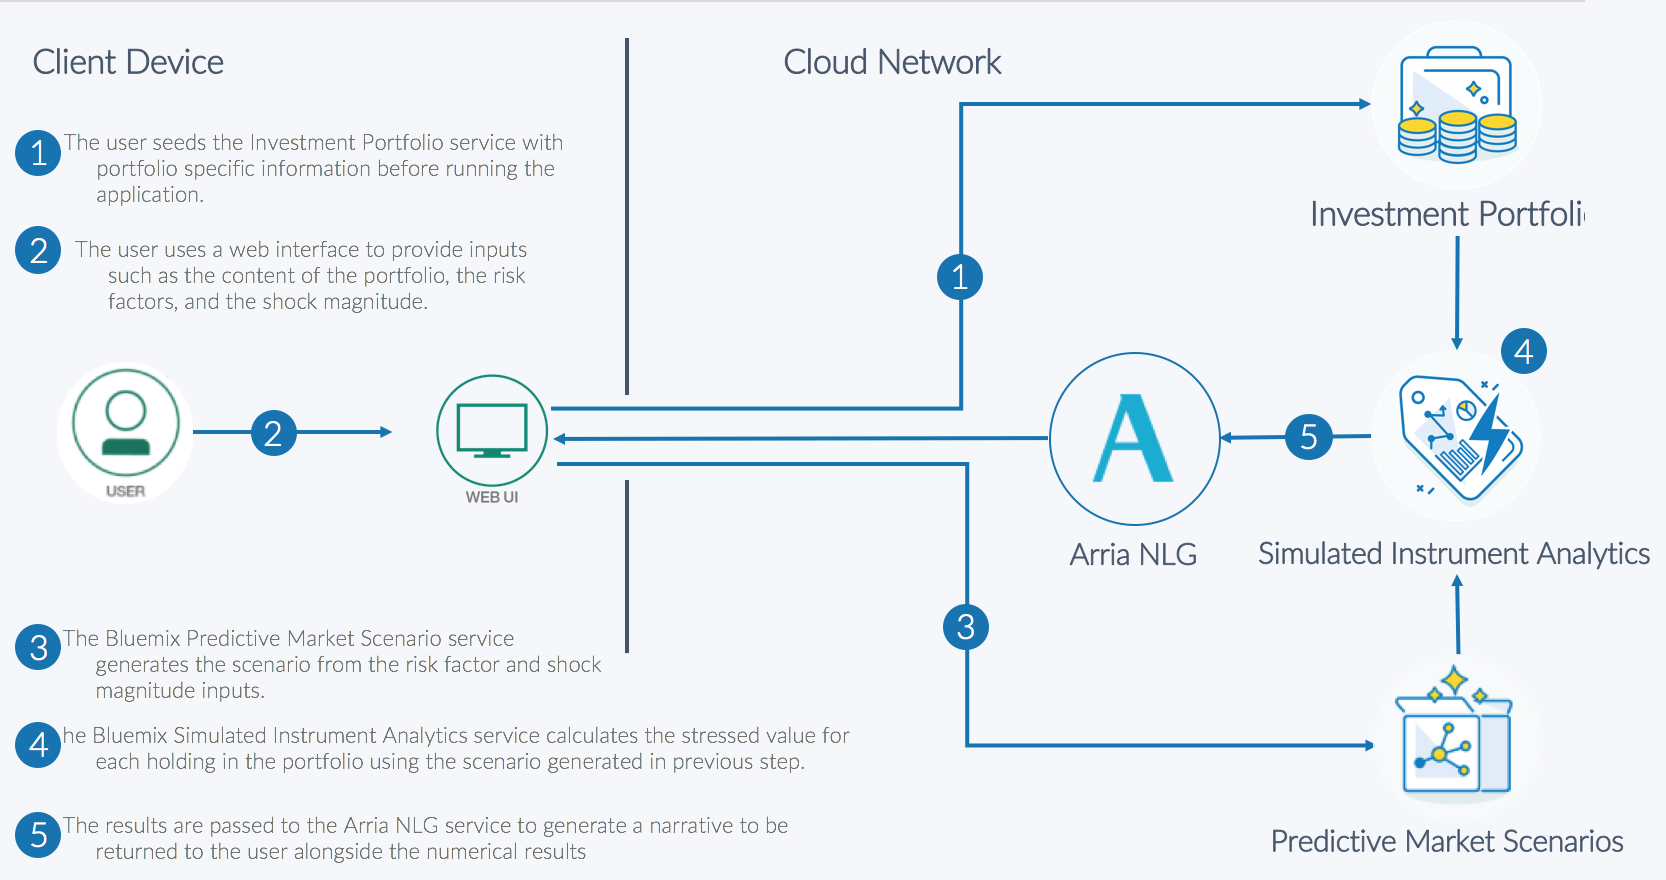 Client Device
Cloud Network
1 The user seeds the Investment Portfolio service with
portfolio specific information before running the
application.
2 The user uses a web interface to provide inputs
such as the content of the portfolio, the risk
factors, and the shock magnitude.
Investment Portfoli
1
4
2
5
A
USER
WEB UI
Arria NLG
Simulated Instrument Analytics
3
3 The Bluemix Predictive Market Scenario service
generates the scenario from the risk factor and shock
magnitude inputs.
4 he Bluemix Simulated Instrument Analytics service calculates the stressed value for
each holding in the portfolio using the scenario generated in previous step.
5 The results are passed to the Arria NLG service to generate a narrative to be
returned to the user alongside the numerical results
Predictive Market Scenarios